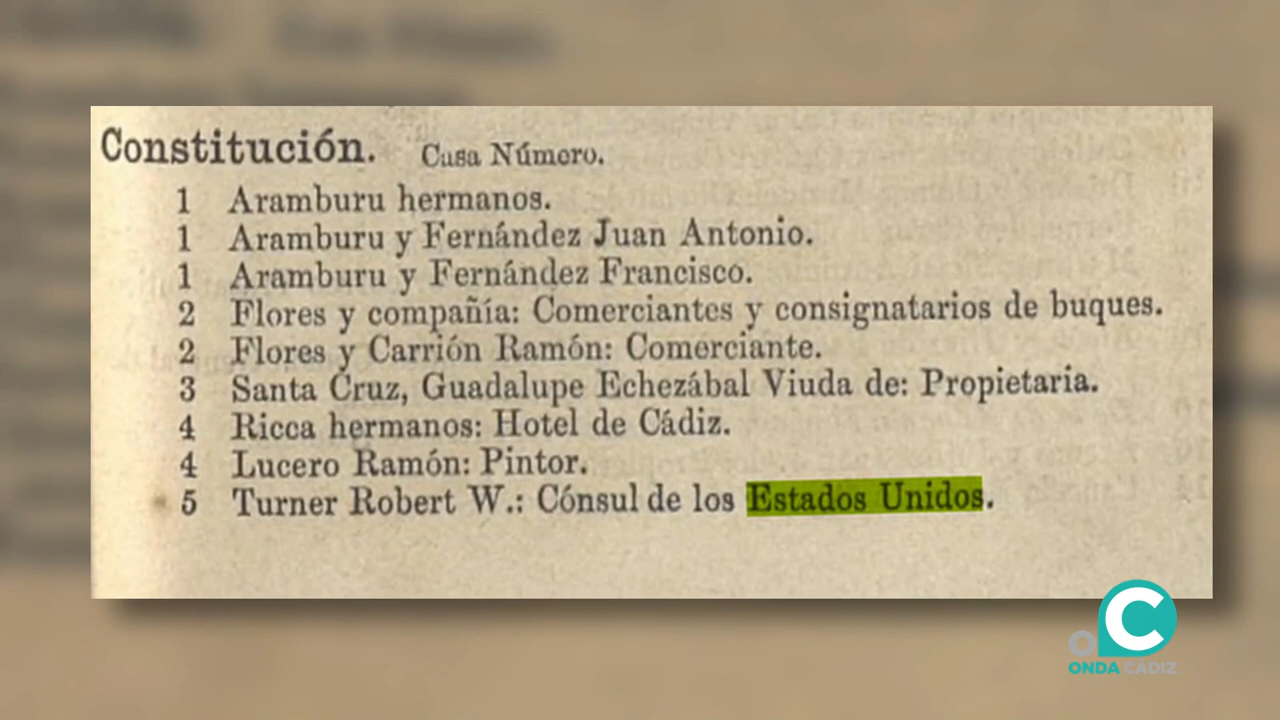 Constitución. Casa Número.
1 Aramburu hermanos.
1 Aramburu y Fernández Juan Antonio.
1 Aramburu y Fernández Francisco.
2 Flores y compañía: Comerciantes y consignatarios de buques.
2 Flores y Carrión Ramón: Comerciante.
3 Santa Cruz, Guadalupe Echezábal Viuda de: Propietaria.
4 Ricca hermanos: Hotel de Cádiz.
4 Lucero Ramón: Pintor.
5 Turner Robert W.: Cónsul de los Estados Unidos.
OC
ONDA CÁDIZ